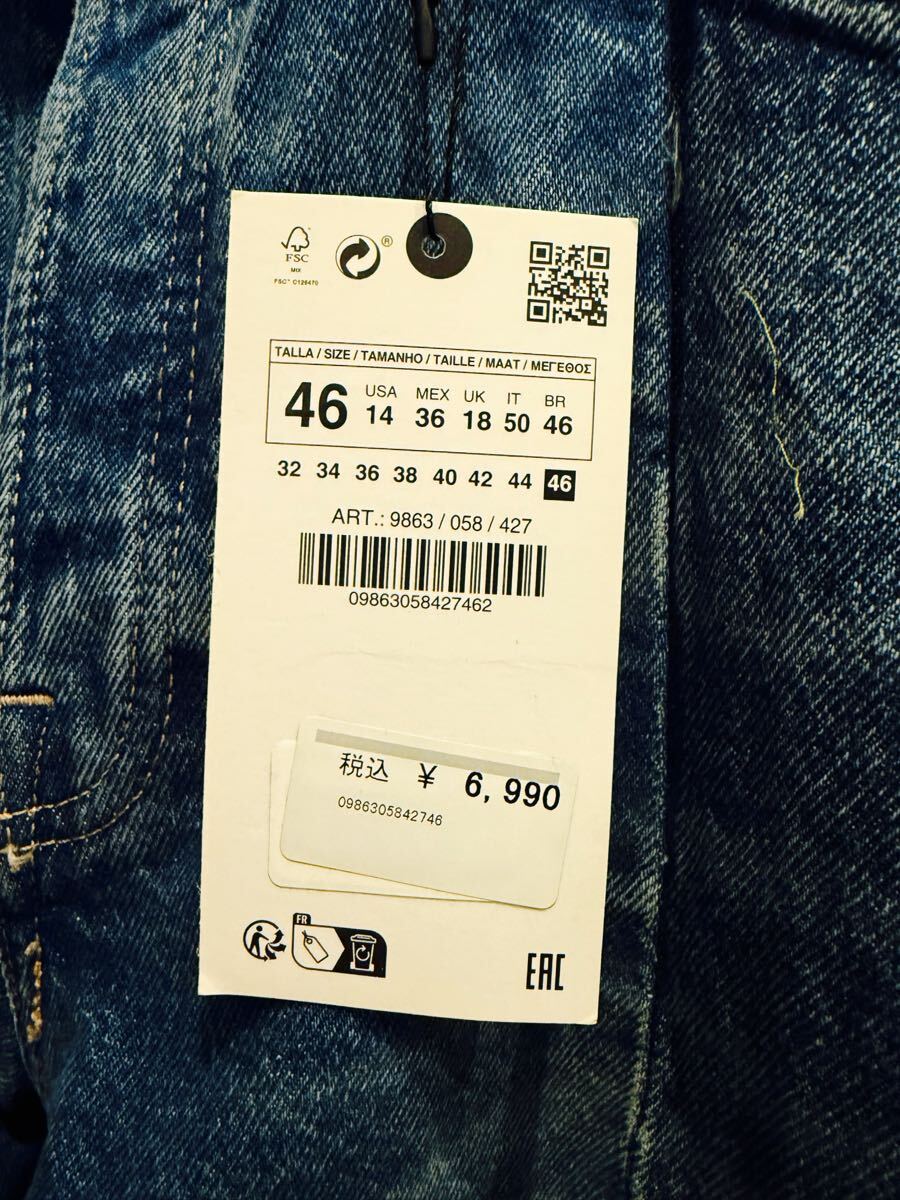 FSC
MIX
FSC™ C126470
®
TALLA / SIZE / TAMANHO / TAILLE / MAAT / ΜΕΓΕΘΟΣ
46 USA 14 MEX 36 UK 18 IT 50 BR 46
32 34 36 38 40 42 44 46
ART.: 9863 / 058 / 427
09863058427462
税込 ¥ 6,990
0986305842746
FR
EAC